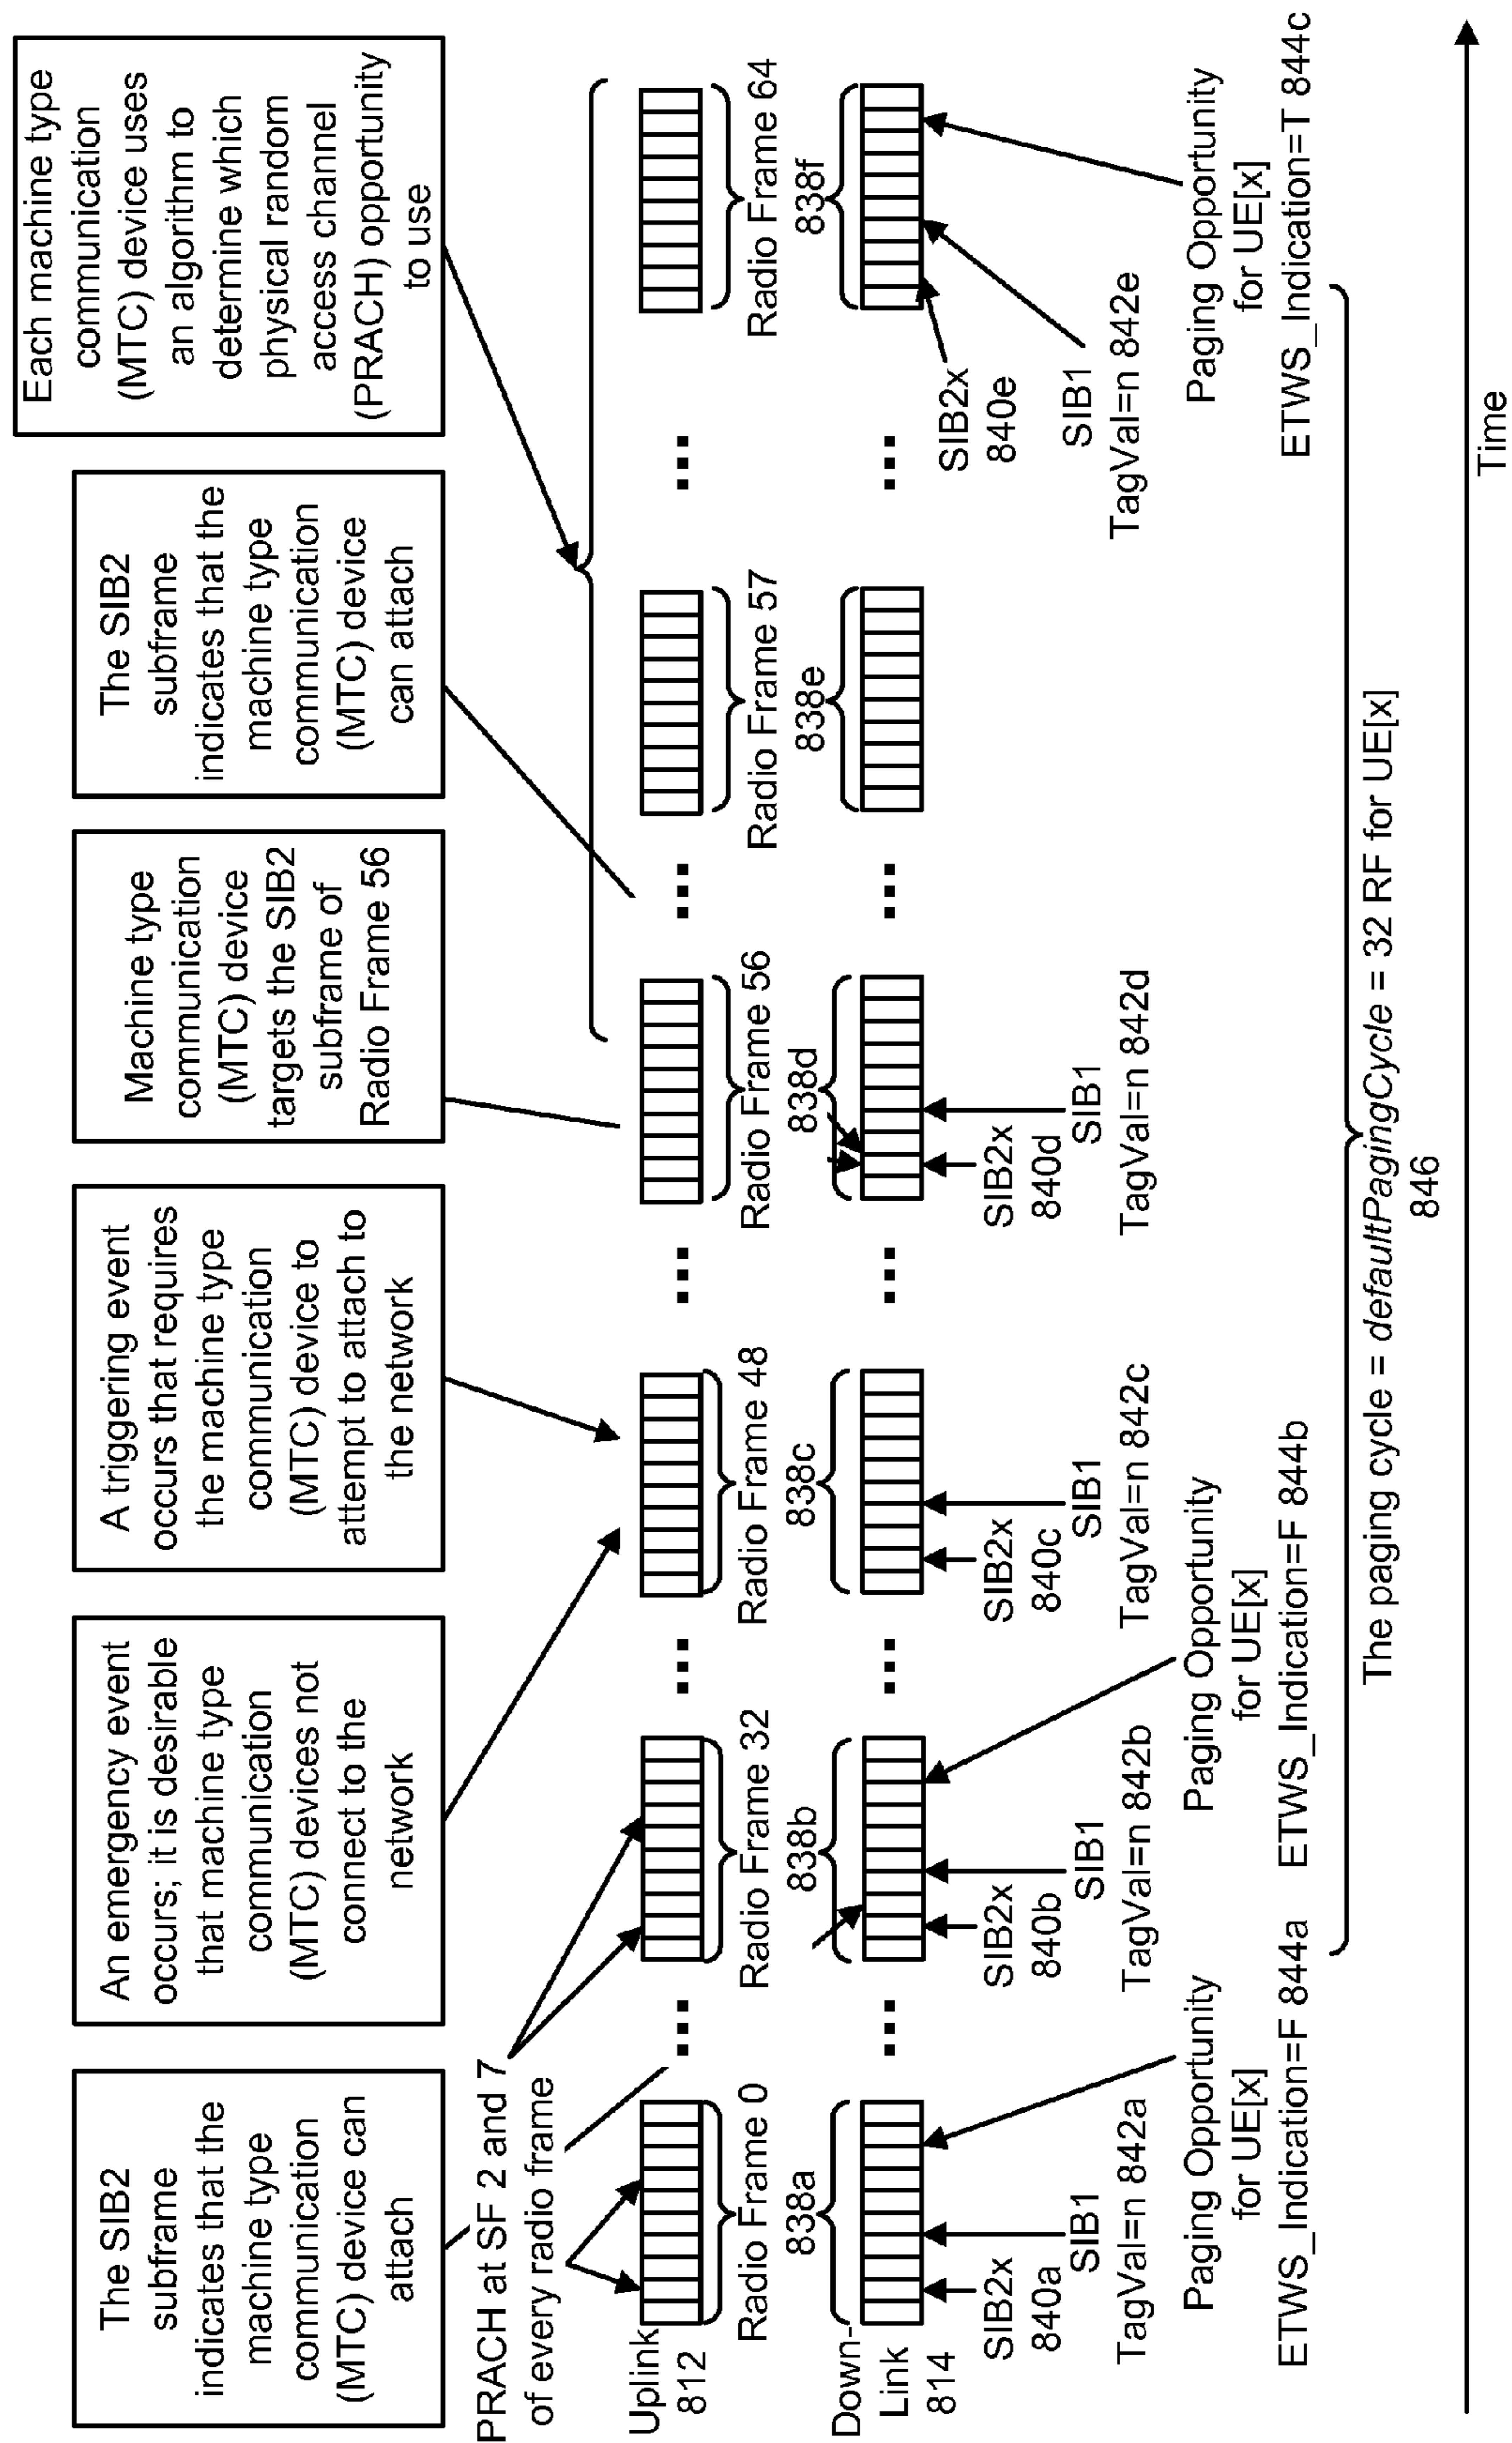 The SIB2
subframe
indicates that the
machine type
communication
(MTC) device can
attach
An emergency event
occurs; it is desirable
that machine type
communication
(MTC) devices not
connect to the
network
A triggering event
occurs that requires
the machine type
communication
(MTC) device to
attempt to attach to
the network
Machine type
communication
(MTC) device
targets the SIB2
subframe of
Radio Frame 56
The SIB2
subframe
indicates that the
machine type
communication
(MTC) device
can attach
Each machine type
communication
(MTC) device uses
an algorithm to
determine which
physical random
access channel
(PRACH) opportunity
to use
PRACH at SF 2 and 7
of every radio frame
Uplink
812
...
...
...
...
...
...
Radio Frame 0
838a
Radio Frame 32
838b
Radio Frame 48
838c
Radio Frame 56
838d
Radio Frame 57
838e
Radio Frame 64
838f
Down-
Link
814
...
...
...
...
...
SIB2x
840a
SIB1
TagVal=n 842a
SIB2x
840b
SIB1
TagVal=n 842b
SIB2x
840c
SIB1
TagVal=n 842c
SIB2x
840d
SIB1
TagVal=n 842d
SIB2x
840e
SIB1
TagVal=n 842e
Paging Opportunity
for UE[x]
ETWS_Indication=F 844a
Paging Opportunity
for UE[x]
ETWS_Indication=F 844b
Paging Opportunity
for UE[x]
ETWS_Indication=T 844c
The paging cycle = defaultPagingCycle = 32 RF for UE[x]
846
Time